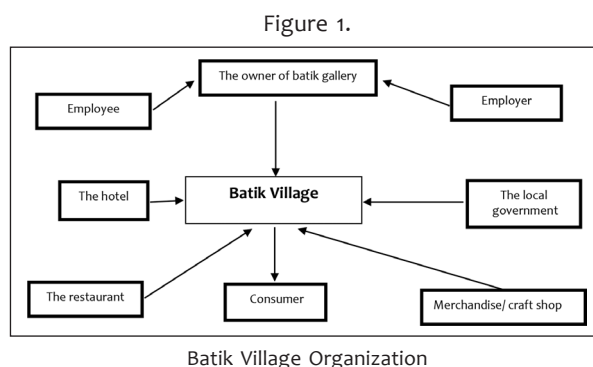 Figure 1.
The owner of batik gallery
Employee
Employer
The hotel
Batik Village
The local
government
The restaurant
Consumer
Merchandise/ craft shop
Batik Village Organization